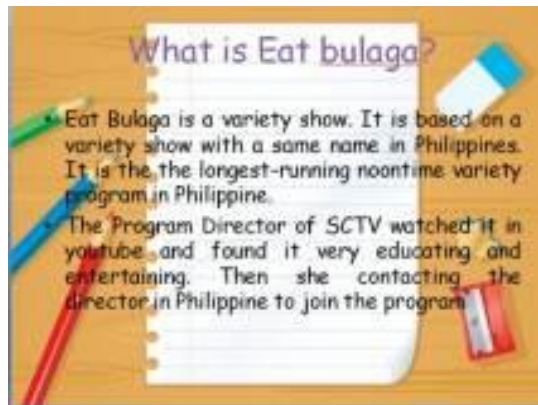 What is Eat bulaga?
• Eat Bulaga is a variety show. It is based on a
variety show with a same name in Philippines.
It is the the longest-running noontime variety
program in Philippine.
• The Program Director of SCTV watched it in
youtube and found it very educating and
entertaining. Then she contacting the
director in Philippine to join the program